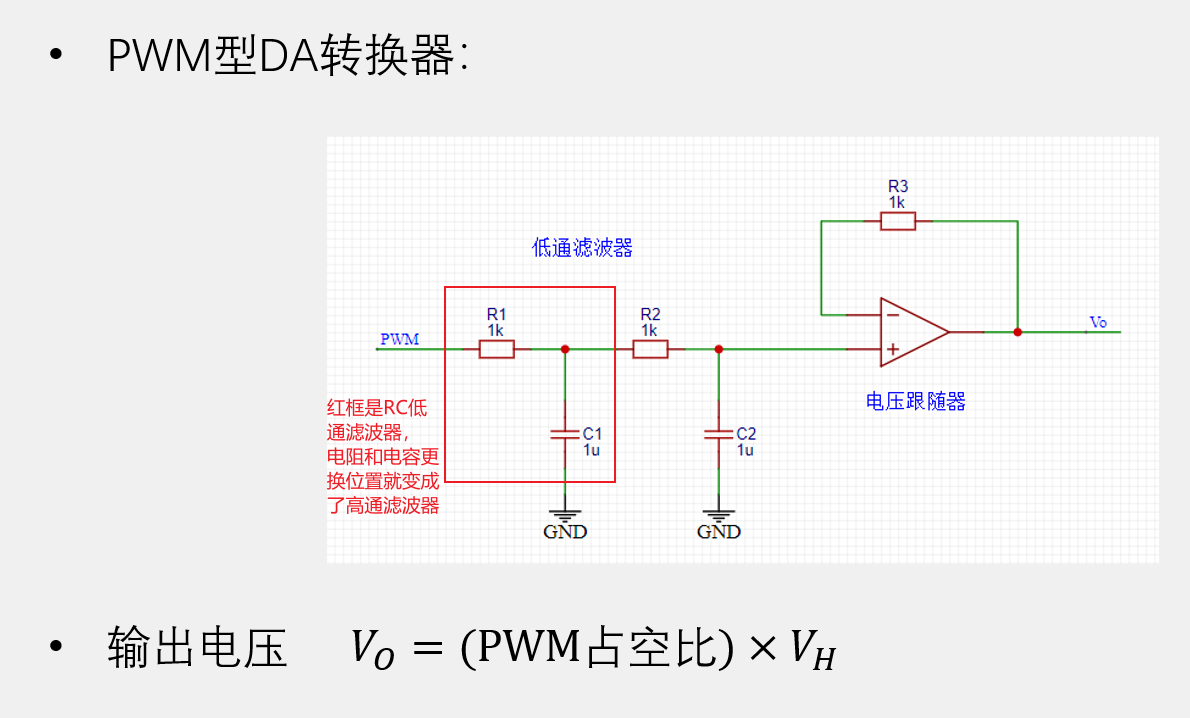 • PWM型DA转换器：
R3
1k
低通滤波器
R1
1k
R2
1k
PWM
Vo
电压跟随器
红框是RC低
通滤波器，
电阻和电容更
换位置就变成
了高通滤波器
C1
1u
C2
1u
GND
GND
• 输出电压 V_O = (PWM占空比) × V_H